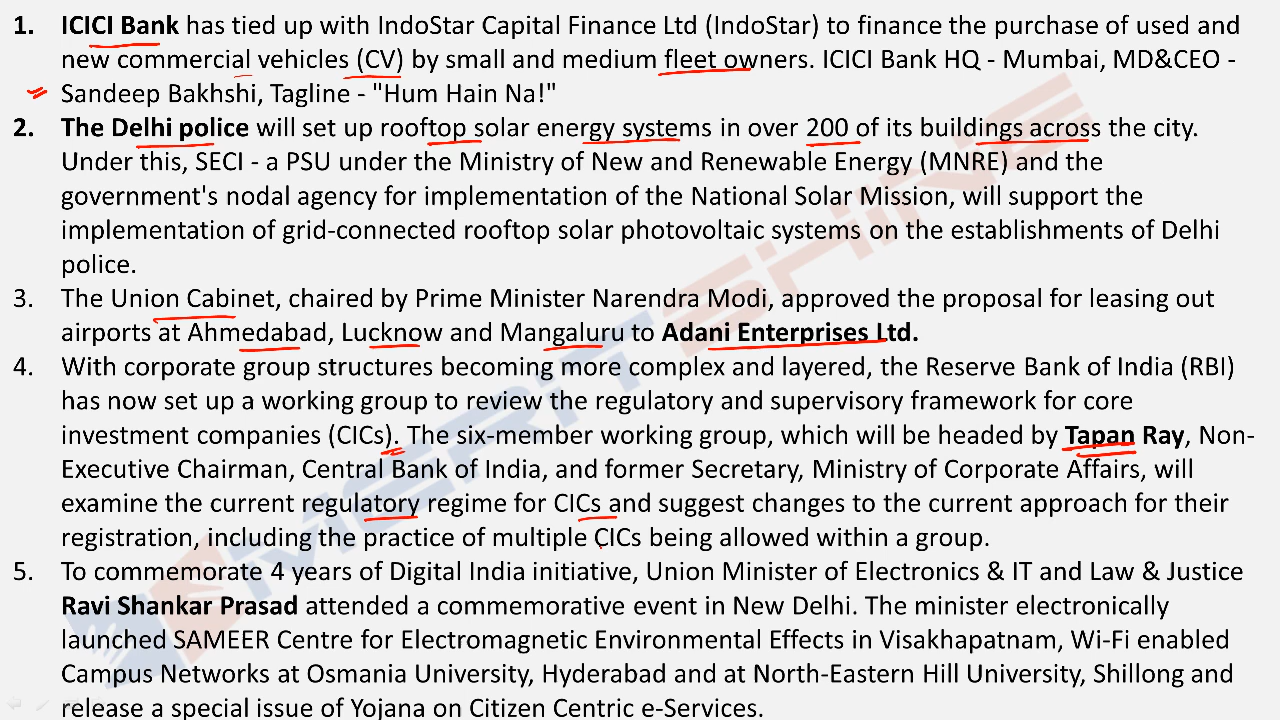 1. ICICI Bank has tied up with IndoStar Capital Finance Ltd (IndoStar) to finance the purchase of used and
new commercial vehicles (CV) by small and medium fleet owners. ICICI Bank HQ - Mumbai, MD&CEO -
Sandeep Bakhshi, Tagline - "Hum Hain Na!"
2. The Delhi police will set up rooftop solar energy systems in over 200 of its buildings across the city.
Under this, SECI - a PSU under the Ministry of New and Renewable Energy (MNRE) and the
government's nodal agency for implementation of the National Solar Mission, will support the
implementation of grid-connected rooftop solar photovoltaic systems on the establishments of Delhi
police.
3. The Union Cabinet, chaired by Prime Minister Narendra Modi, approved the proposal for leasing out
airports at Ahmedabad, Lucknow and Mangaluru to Adani Enterprises Ltd.
4. With corporate group structures becoming more complex and layered, the Reserve Bank of India (RBI)
has now set up a working group to review the regulatory and supervisory framework for core
investment companies (CICs). The six-member working group, which will be headed by Tapan Ray, Non-
Executive Chairman, Central Bank of India, and former Secretary, Ministry of Corporate Affairs, will
examine the current regulatory regime for CICs and suggest changes to the current approach for their
registration, including the practice of multiple CICs being allowed within a group.
5. To commemorate 4 years of Digital India initiative, Union Minister of Electronics & IT and Law & Justice
Ravi Shankar Prasad attended a commemorative event in New Delhi. The minister electronically
launched SAMEER Centre for Electromagnetic Environmental Effects in Visakhapatnam, Wi-Fi enabled
Campus Networks at Osmania University, Hyderabad and at North-Eastern Hill University, Shillong and
release a special issue of Yojana on Citizen Centric e-Services.
MERIT SHINE